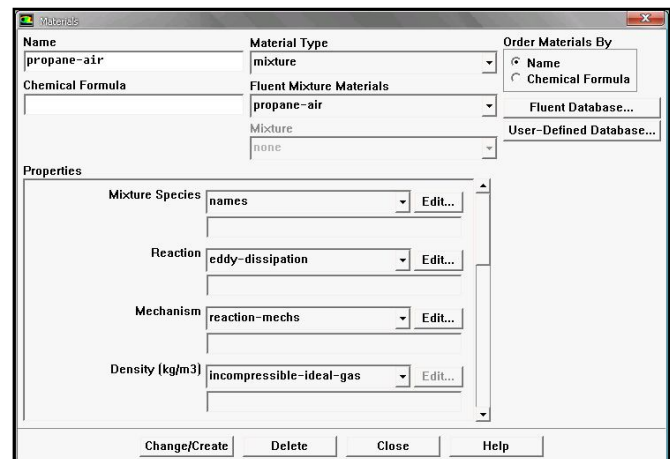 Materials
Name
propane-air
Chemical Formula
Material Type
mixture
Fluent Mixture Materials
propane-air
Mixture
none
Order Materials By
Name
Chemical Formula
Fluent Database...
User-Defined Database...
Properties
Mixture Species names Edit...
Reaction eddy-dissipation Edit...
Mechanism reaction-mechs Edit...
Density (kg/m3) incompressible-ideal-gas Edit...
Change/Create Delete Close Help